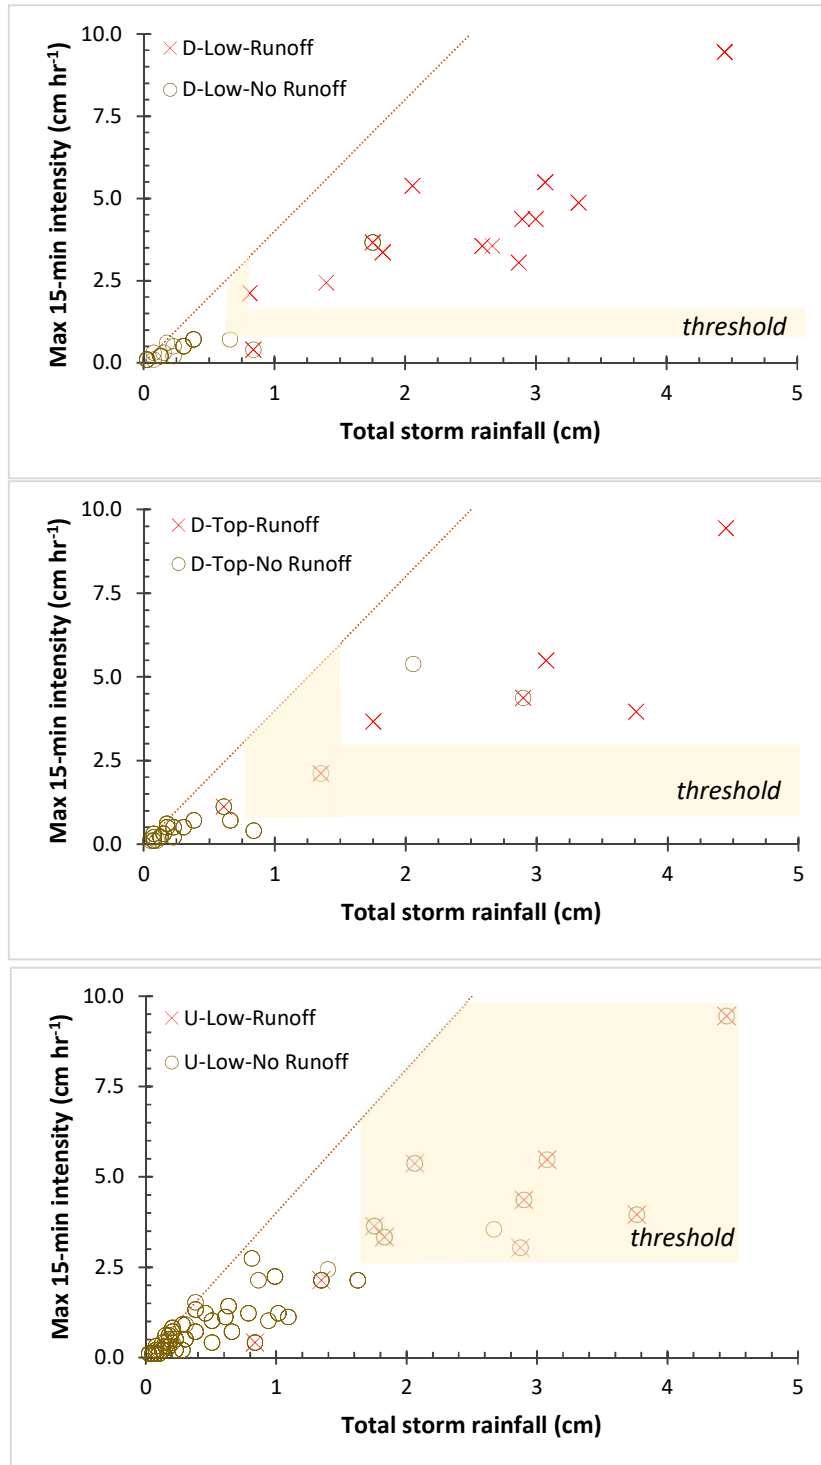 10.0
7.5
5.0
2.5
0.0
Max 15-min intensity (cm hr⁻¹)
D-Low-Runoff
D-Low-No Runoff
threshold
0 1 2 3 4 5
Total storm rainfall (cm)
10.0
7.5
5.0
2.5
0.0
Max 15-min intensity (cm hr⁻¹)
D-Top-Runoff
D-Top-No Runoff
threshold
0 1 2 3 4 5
Total storm rainfall (cm)
10.0
7.5
5.0
2.5
0.0
Max 15-min intensity (cm hr⁻¹)
U-Low-Runoff
U-Low-No Runoff
threshold
0 1 2 3 4 5
Total storm rainfall (cm)